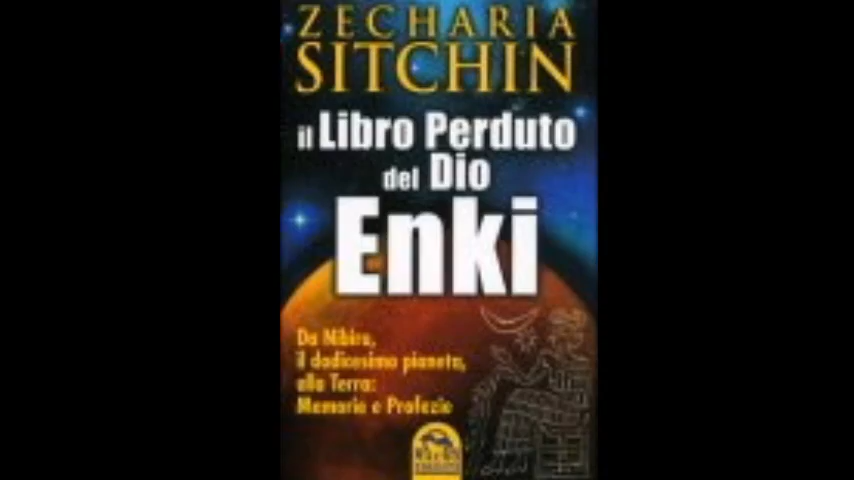 ZECHARIA
SITCHIN
il Libro Perduto
del Dio
Enki
Da Nibiru,
il dodicesimo pianeta,
alla Terra:
Memorie e Profezie